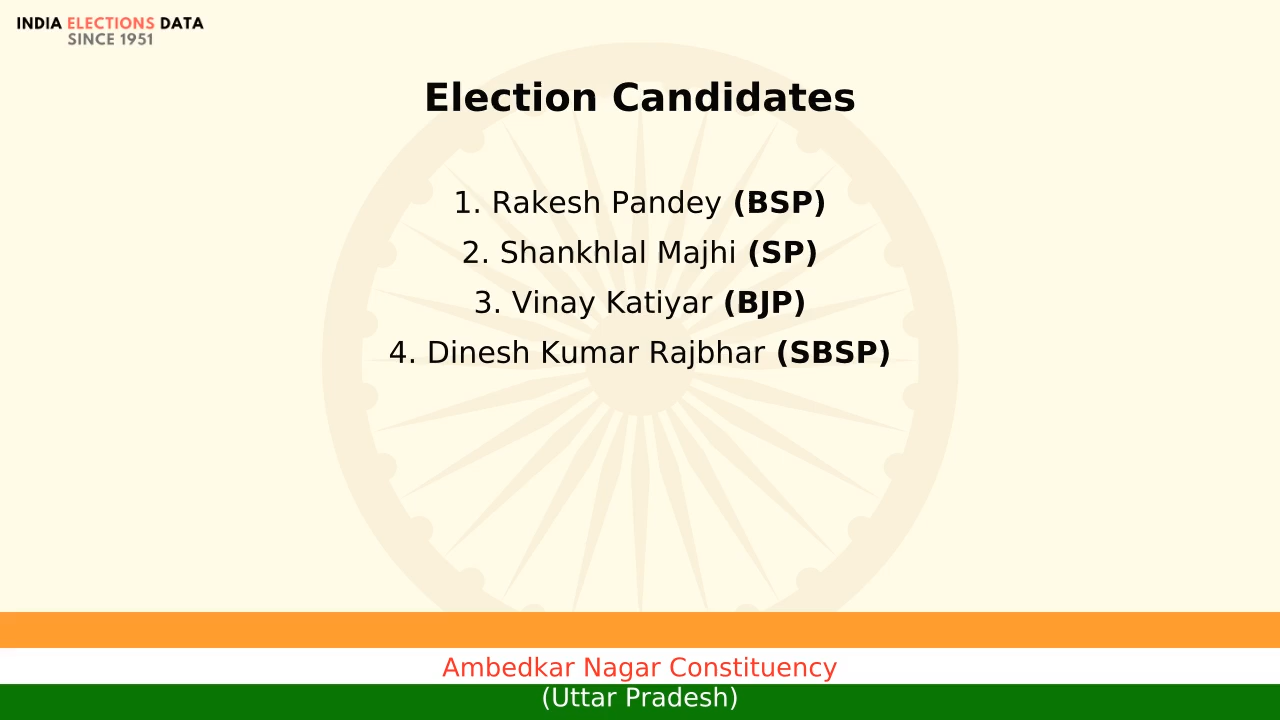 INDIA ELECTIONS DATA
SINCE 1951
Election Candidates
1. Rakesh Pandey (BSP)
2. Shankhlal Majhi (SP)
3. Vinay Katiyar (BJP)
4. Dinesh Kumar Rajbhar (SBSP)
Ambedkar Nagar Constituency
(Uttar Pradesh)